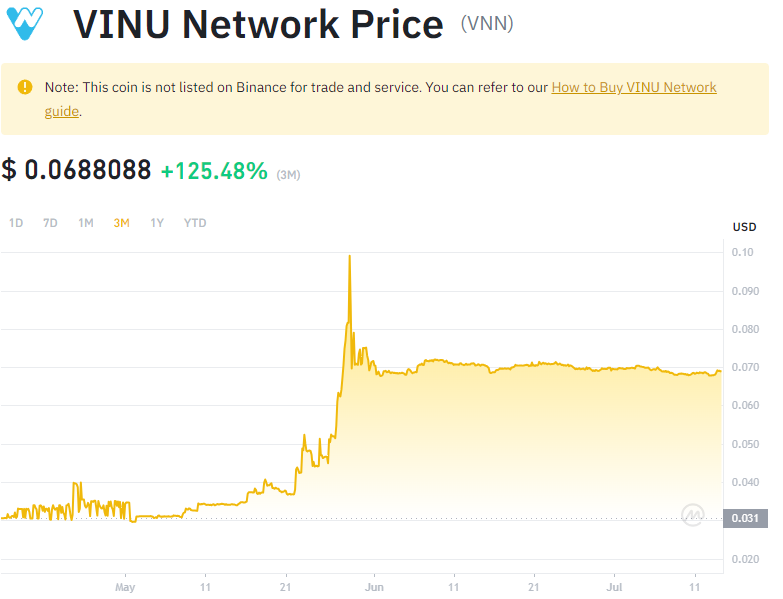 VINU Network Price (VNN)
Note: This coin is not listed on Binance for trade and service. You can refer to our How to Buy VINU Network
guide.
$ 0.0688088 +125.48% (3M)
1D 7D 1M 3M 1Y YTD
USD
0.10
0.090
0.080
0.070
0.060
0.050
0.040
0.031
0.020
May 11 21 Jun 11 21 Jul 11